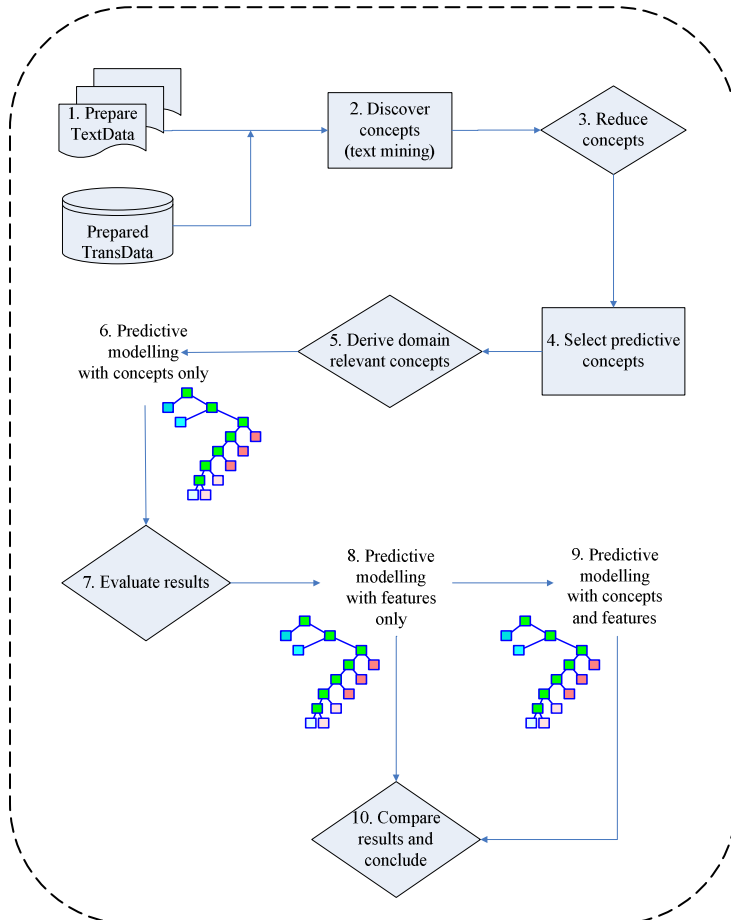 1. Prepare
TextData
2. Discover
concepts
(text mining)
3. Reduce
concepts
Prepared
TransData
4. Select predictive
concepts
5. Derive domain
relevant concepts
6. Predictive
modelling
with concepts only
7. Evaluate results
8. Predictive
modelling
with features
only
9. Predictive
modelling
with concepts
and features
10. Compare
results and
conclude